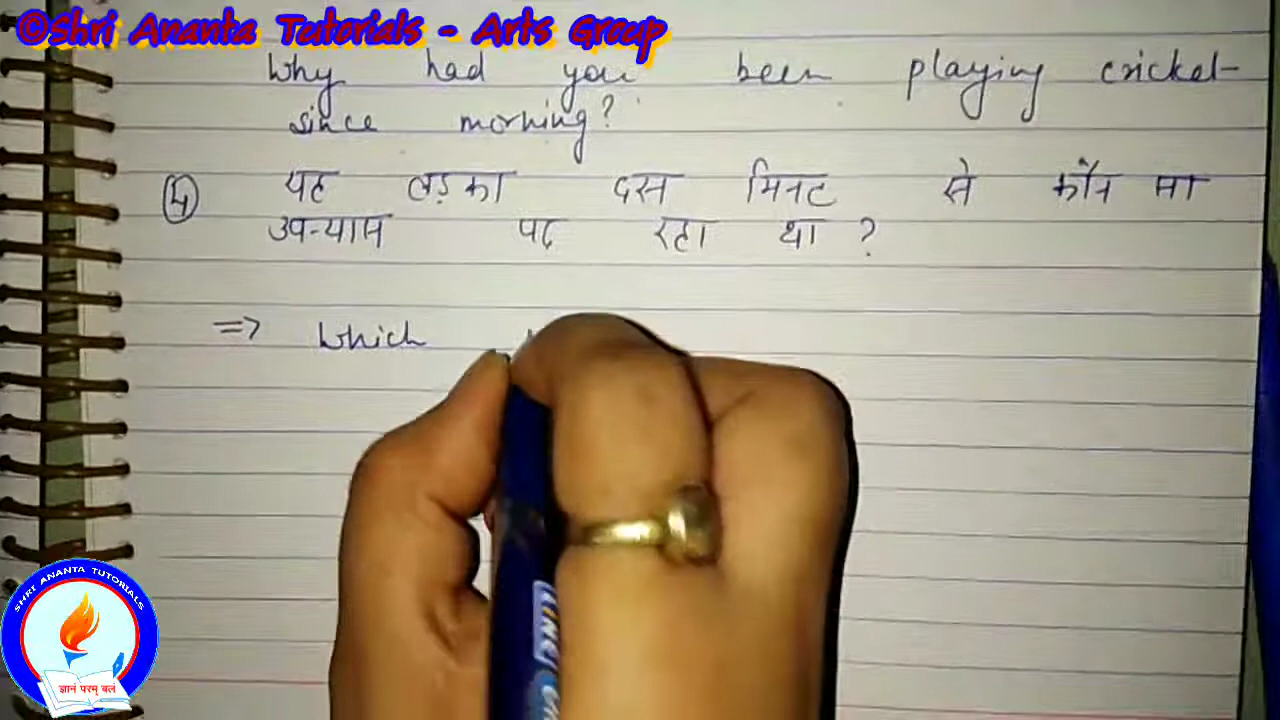 ©Shri Ananta Tutorials - Arts Group
Why had you been playing cricket
since morning?
④ यह लड़का दस मिनट से कौन सा
उपन्यास पढ़ रहा था ?
=> Which
SHRI ANANTA TUTORIALS
ज्ञानं परमं बलं